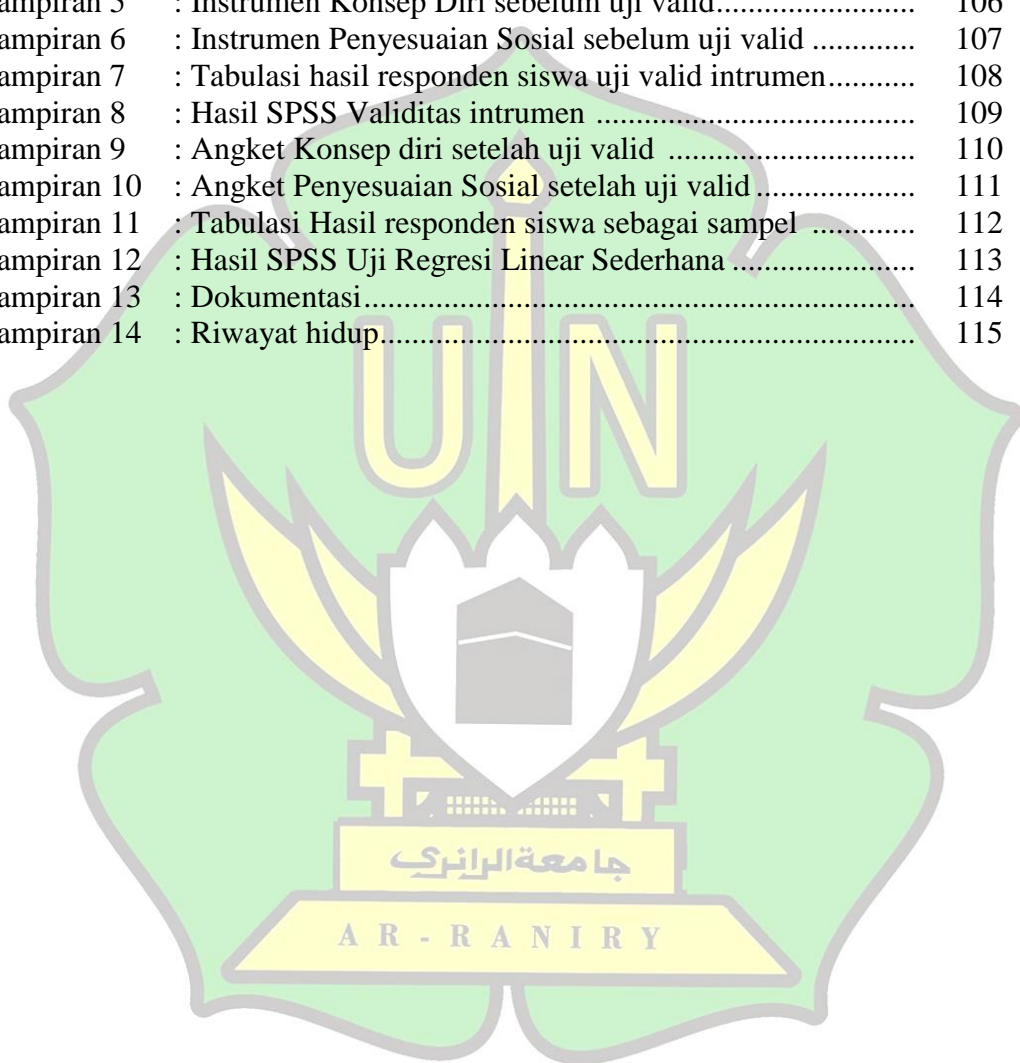 ampiran 5 : Instrumen Konsep Diri sebelum uji valid........................ 106
ampiran 6 : Instrumen Penyesuaian Sosial sebelum uji valid ............. 107
ampiran 7 : Tabulasi hasil responden siswa uji valid intrumen............ 108
ampiran 8 : Hasil SPSS Validitas intrumen ........................................... 109
ampiran 9 : Angket Konsep diri setelah uji valid ................................. 110
ampiran 10 : Angket Penyesuaian Sosial setelah uji valid ..................... 111
ampiran 11 : Tabulasi Hasil responden siswa sebagai sampel ............. 112
ampiran 12 : Hasil SPSS Uji Regresi Linear Sederhana ........................ 113
ampiran 13 : Dokumentasi.......................................................................... 114
ampiran 14 : Riwayat hidup........................................................................ 115
UIN
جامعة الرانري
AR-RANIRY